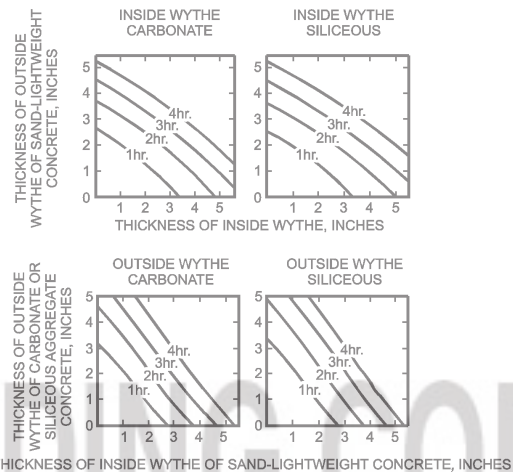 INSIDE WYTHE
CARBONATE
INSIDE WYTHE
SILICEOUS
THICKNESS OF OUTSIDE
WYTHE OF SAND-LIGHTWEIGHT
CONCRETE, INCHES
5
4
3
2
1
0
4hr.
3hr.
2hr.
1hr.
1 2 3 4 5
5
4
3
2
1
0
4hr.
3hr.
2hr.
1hr.
1 2 3 4 5
THICKNESS OF INSIDE WYTHE, INCHES
OUTSIDE WYTHE
CARBONATE
OUTSIDE WYTHE
SILICEOUS
THICKNESS OF OUTSIDE
WYTHE OF CARBONATE OR
SILICEOUS AGGREGATE
CONCRETE, INCHES
5
4
3
2
1
0
4hr.
3hr.
2hr.
1hr.
1 2 3 4 5
5
4
3
2
1
0
4hr.
3hr.
2hr.
1hr.
1 2 3 4 5
DING CO
HICKNESS OF INSIDE WYTHE OF SAND-LIGHTWEIGHT CONCRETE, INCHES